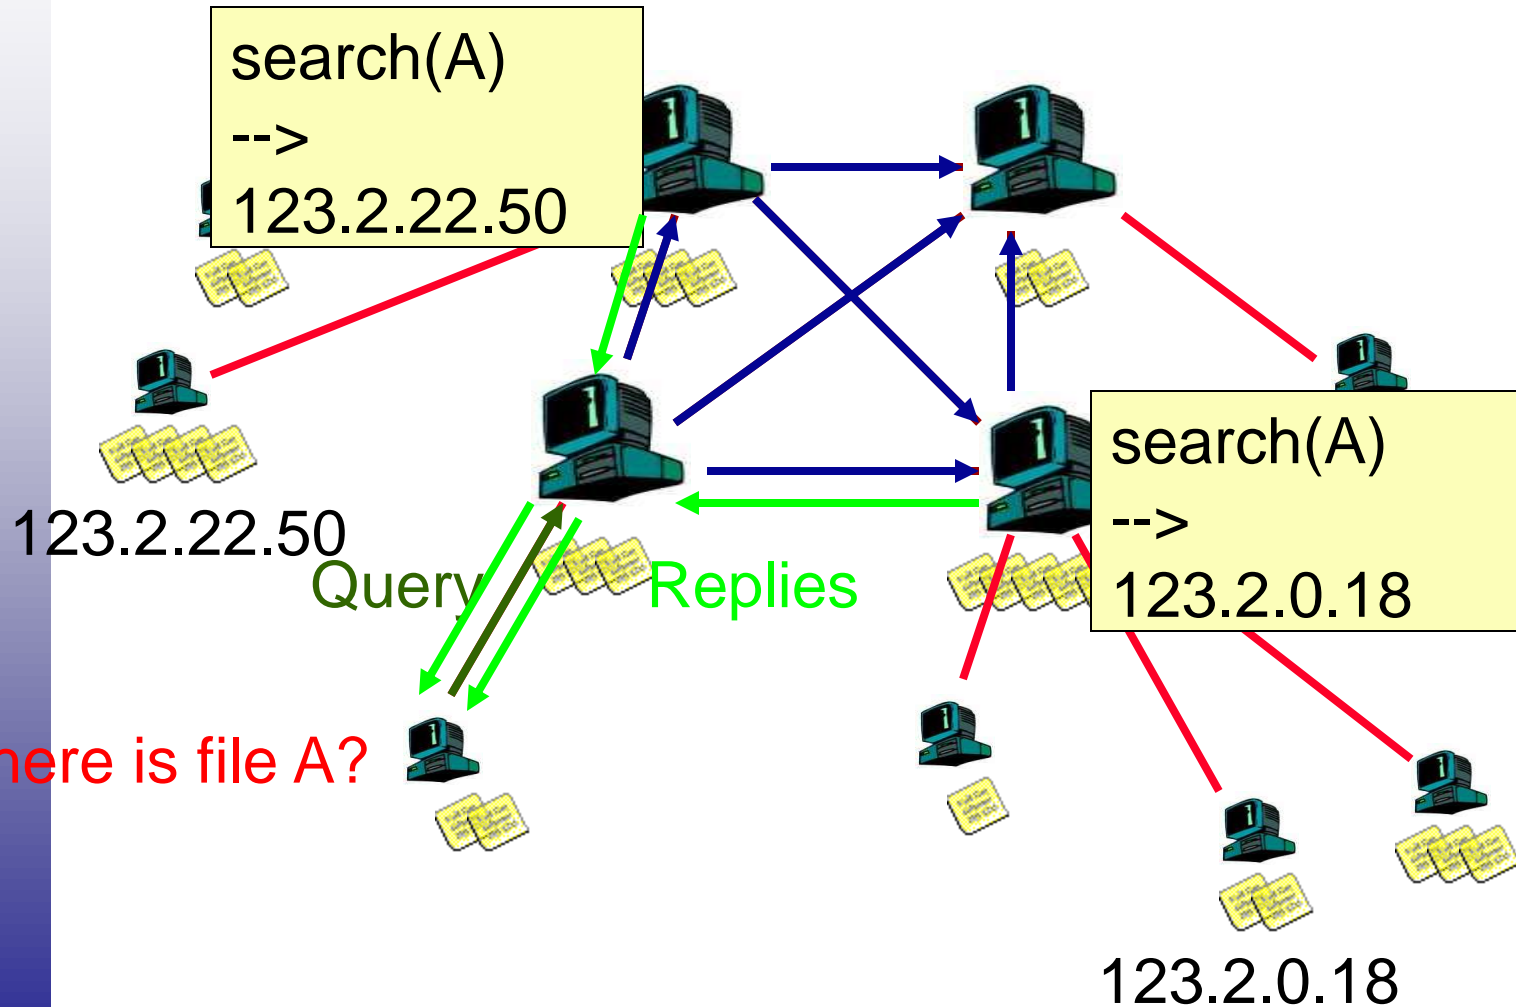 search(A)
-->
123.2.22.50
search(A)
-->
123.2.0.18
123.2.22.50
Query
Replies
here is file A?
123.2.0.18